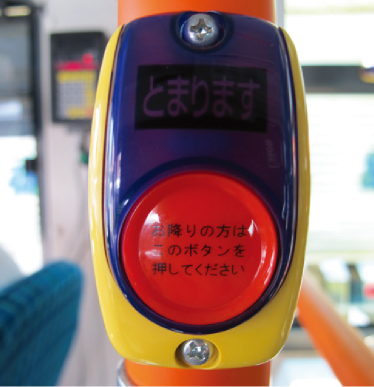 とまります
お降りの方は
このボタンを
押してください